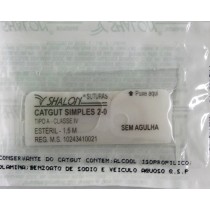 SHALON SUTURAS
CATGUT SIMPLES 2-0
TIPO A - CLASSE IV
ESTÉRIL - 1,5 M
SEM AGULHA
REG. M.S. 10243410021
CONSERVANTE DO CATGUT CONTEM:ALCOOL ISOPROPILICO
OLAMINA,BENZOATO DE SODIO E VEICULO AQUOSO Q.S.P